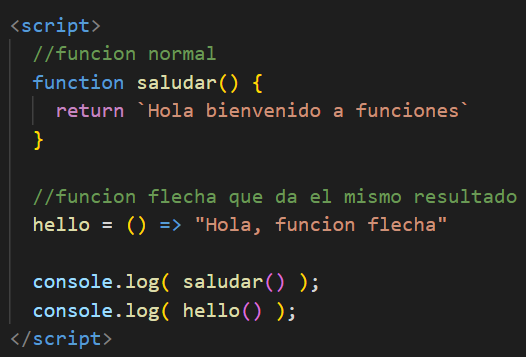 <script>
//funcion normal
function saludar() {
return `Hola bienvenido a funciones`
}
//funcion flecha que da el mismo resultado
hello = () => "Hola, funcion flecha"
console.log( saludar() );
console.log( hello() );
</script>